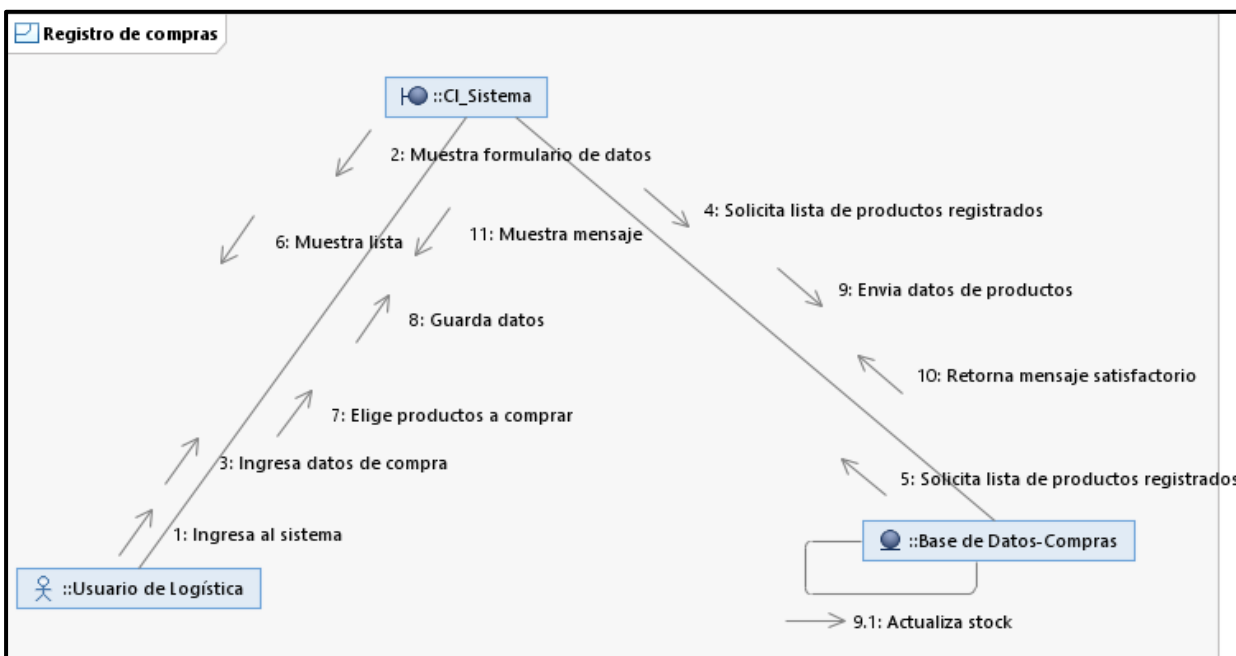 Registro de compras
::CI_Sistema
2: Muestra formulario de datos
4: Solicita lista de productos registrados
6: Muestra lista
11: Muestra mensaje
9: Envia datos de productos
8: Guarda datos
10: Retorna mensaje satisfactorio
7: Elige productos a comprar
3: Ingresa datos de compra
5: Solicita lista de productos registrados
1: Ingresa al sistema
::Base de Datos-Compras
::Usuario de Logística
9.1: Actualiza stock